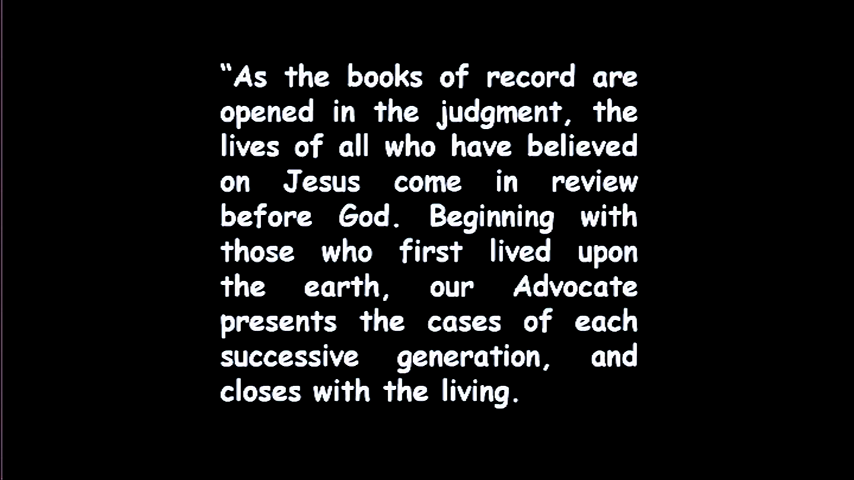 “As the books of record are
opened in the judgment, the
lives of all who have believed
on Jesus come in review
before God. Beginning with
those who first lived upon
the earth, our Advocate
presents the cases of each
successive generation, and
closes with the living.